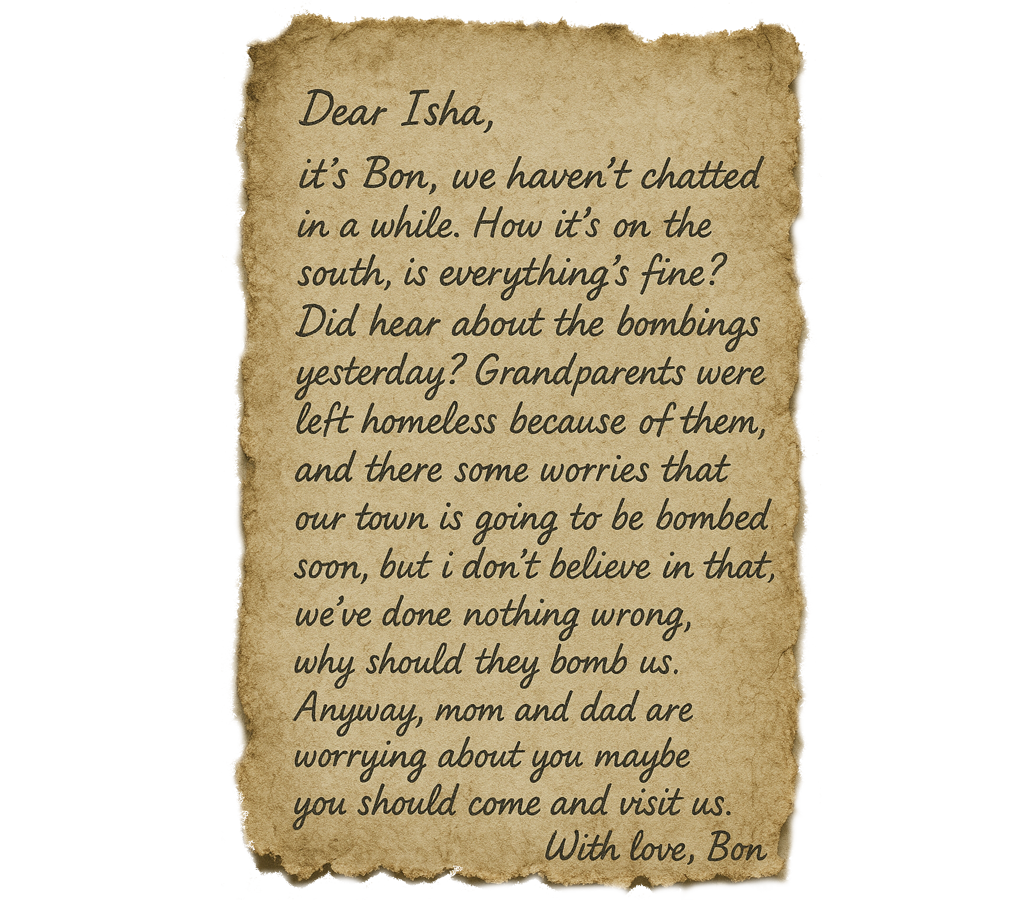 Dear Isha,
it's Bon, we haven't chatted
in a while. How it's on the
south, is everything's fine?
Did hear about the bombings
yesterday? Grandparents were
left homeless because of them,
and there some worries that
our town is going to be bombed
soon, but i don't believe in that,
we've done nothing wrong,
why should they bomb us.
Anyway, mom and dad are
worrying about you maybe
you should come and visit us.
With love, Bon